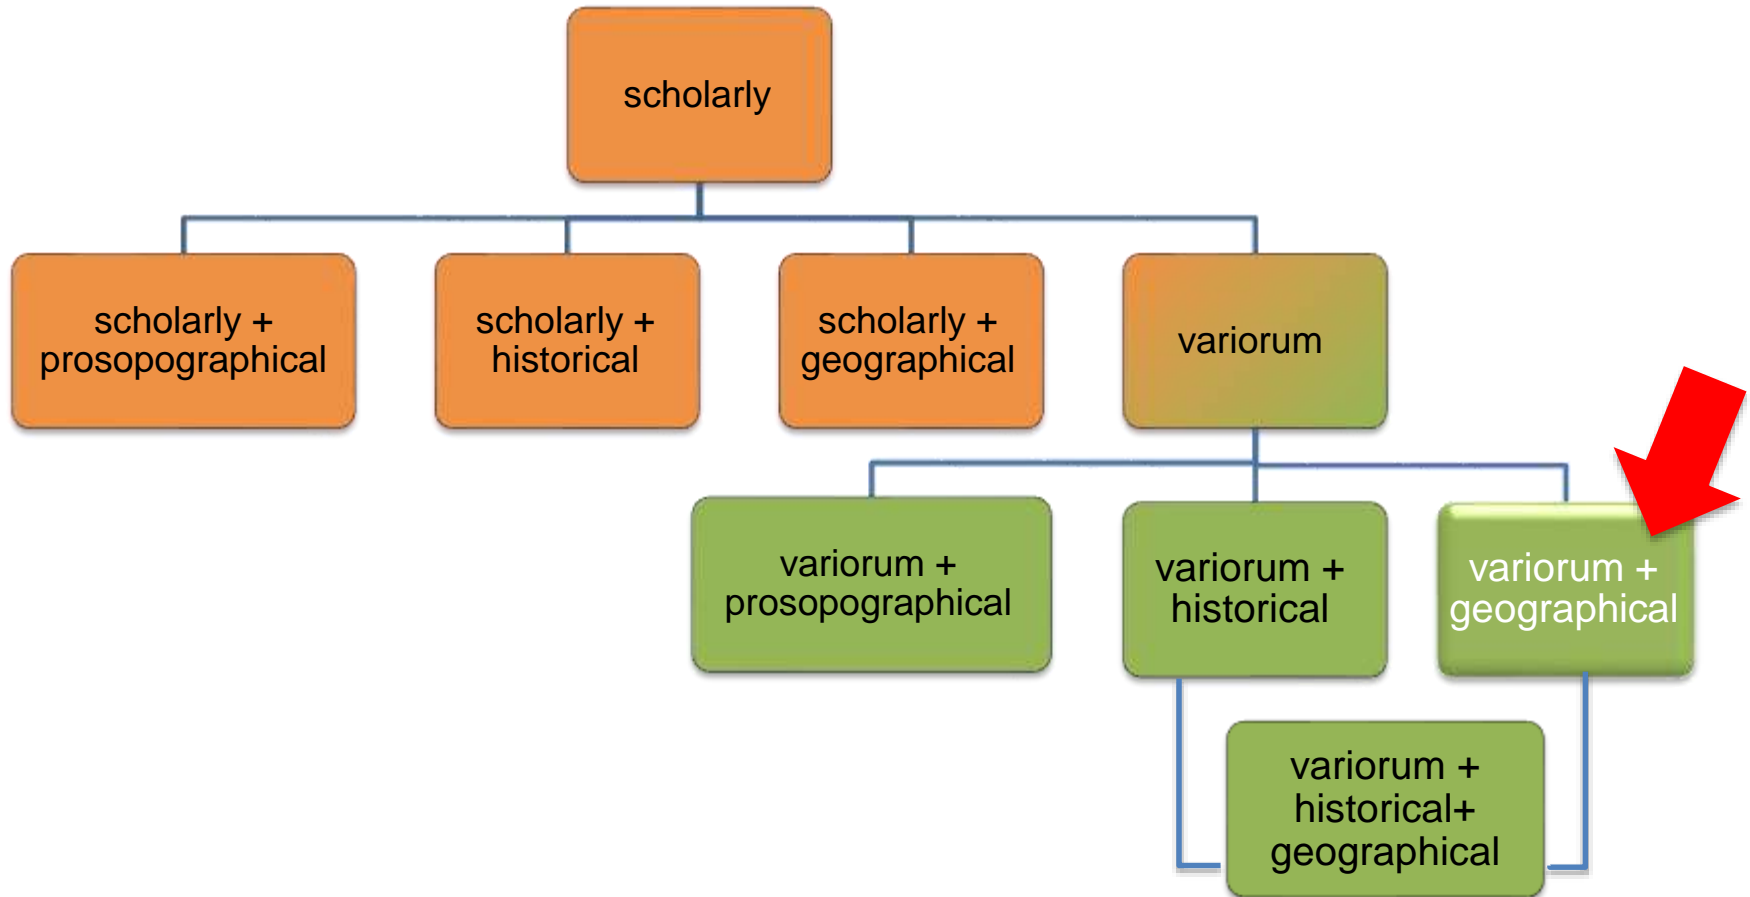 scholarly
scholarly +
prosopographical
scholarly +
historical
scholarly +
geographical
variorum
variorum +
prosopographical
variorum +
historical
variorum +
geographical
variorum +
historical+
geographical